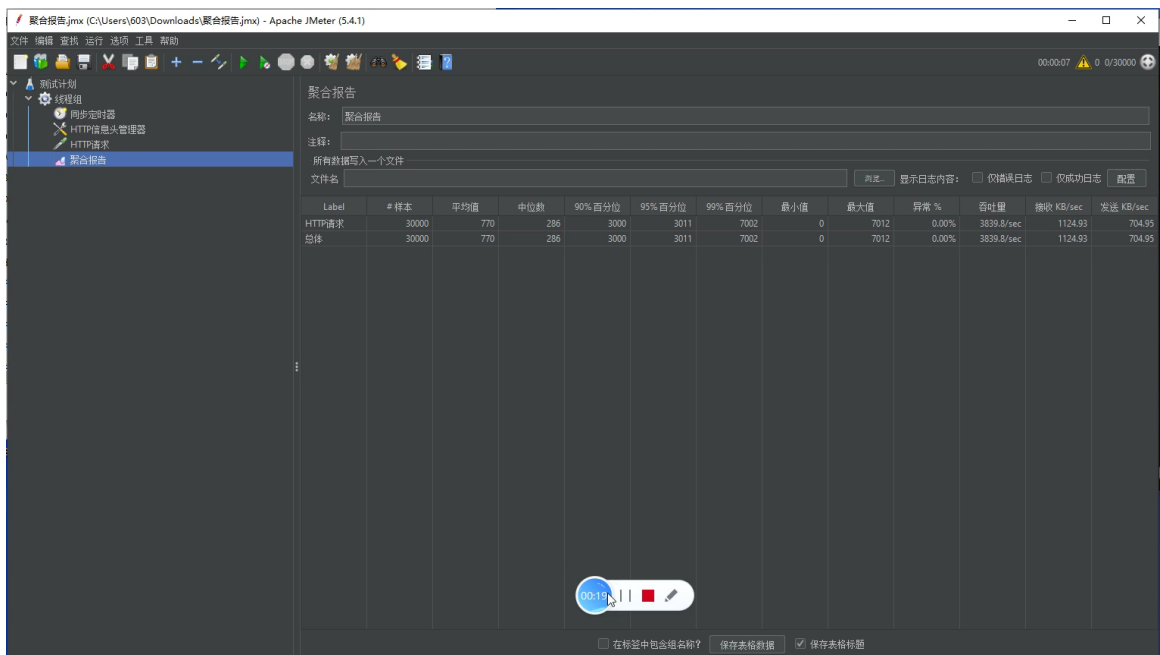 聚合报告.jmx (C:\Users\603\Downloads\聚合报告.jmx) - Apache JMeter (5.4.1)
文件 编辑 查找 运行 选项 工具 帮助
00:00:07 0 0/30000
测试计划
线程组
同步定时器
HTTP信息头管理器
HTTP请求
聚合报告
聚合报告
名称: 聚合报告
注释:
所有数据写入一个文件
文件名 浏览... 显示日志内容: 仅错误日志 仅成功日志 配置
Label # 样本 平均值 中位数 90% 百分位 95% 百分位 99% 百分位 最小值 最大值 异常 % 吞吐量 接收 KB/sec 发送 KB/sec
HTTP请求 30000 770 286 3000 3011 7002 0 7012 0.00% 3839.8/sec 1124.93 704.95
总体 30000 770 286 3000 3011 7002 0 7012 0.00% 3839.8/sec 1124.93 704.95
00:19
在标签中包含组名称? 保存表格数据 保存表格标题